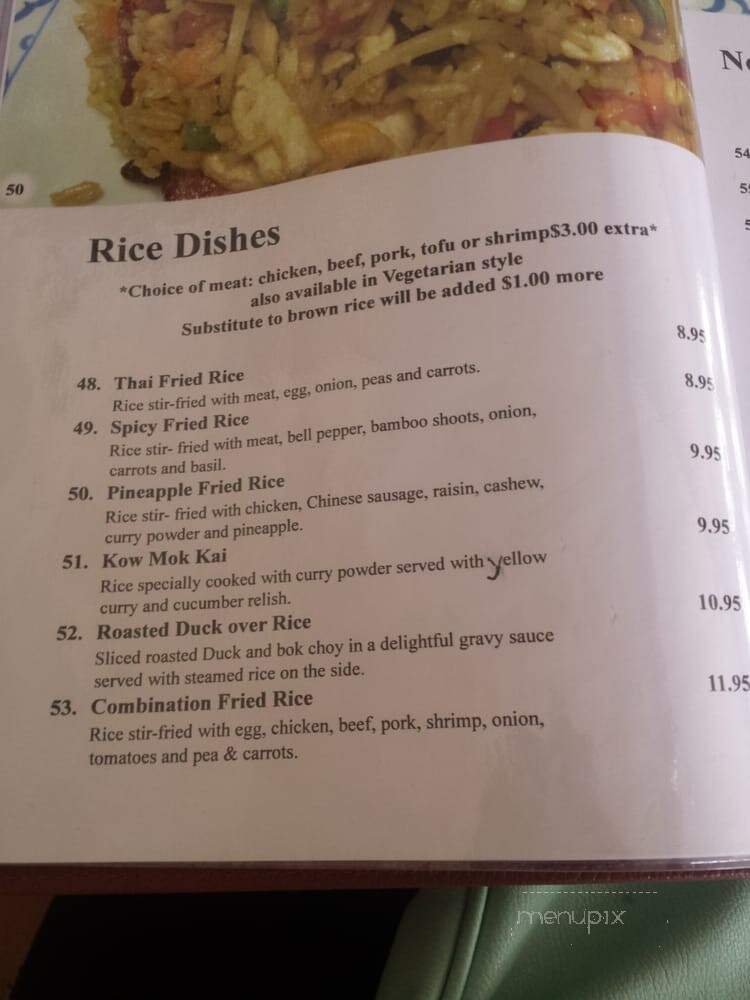 50
Rice Dishes
*Choice of meat: chicken, beef, pork, tofu or shrimp$3.00 extra*
also available in Vegetarian style
Substitute to brown rice will be added $1.00 more
48. Thai Fried Rice 8.95
Rice stir-fried with meat, egg, onion, peas and carrots.
49. Spicy Fried Rice 8.95
Rice stir- fried with meat, bell pepper, bamboo shoots, onion,
carrots and basil.
50. Pineapple Fried Rice 9.95
Rice stir- fried with chicken, Chinese sausage, raisin, cashew,
curry powder and pineapple.
51. Kow Mok Kai 9.95
Rice specially cooked with curry powder served with yellow
curry and cucumber relish.
52. Roasted Duck over Rice 10.95
Sliced roasted Duck and bok choy in a delightful gravy sauce
served with steamed rice on the side.
53. Combination Fried Rice 11.95
Rice stir-fried with egg, chicken, beef, pork, shrimp, onion,
tomatoes and pea & carrots.
54
menupix